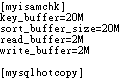 [myisamchk]
key_buffer=20M
sort_buffer_size=20M
read_buffer=2M
write_buffer=2M

[mysqlhotcopy]